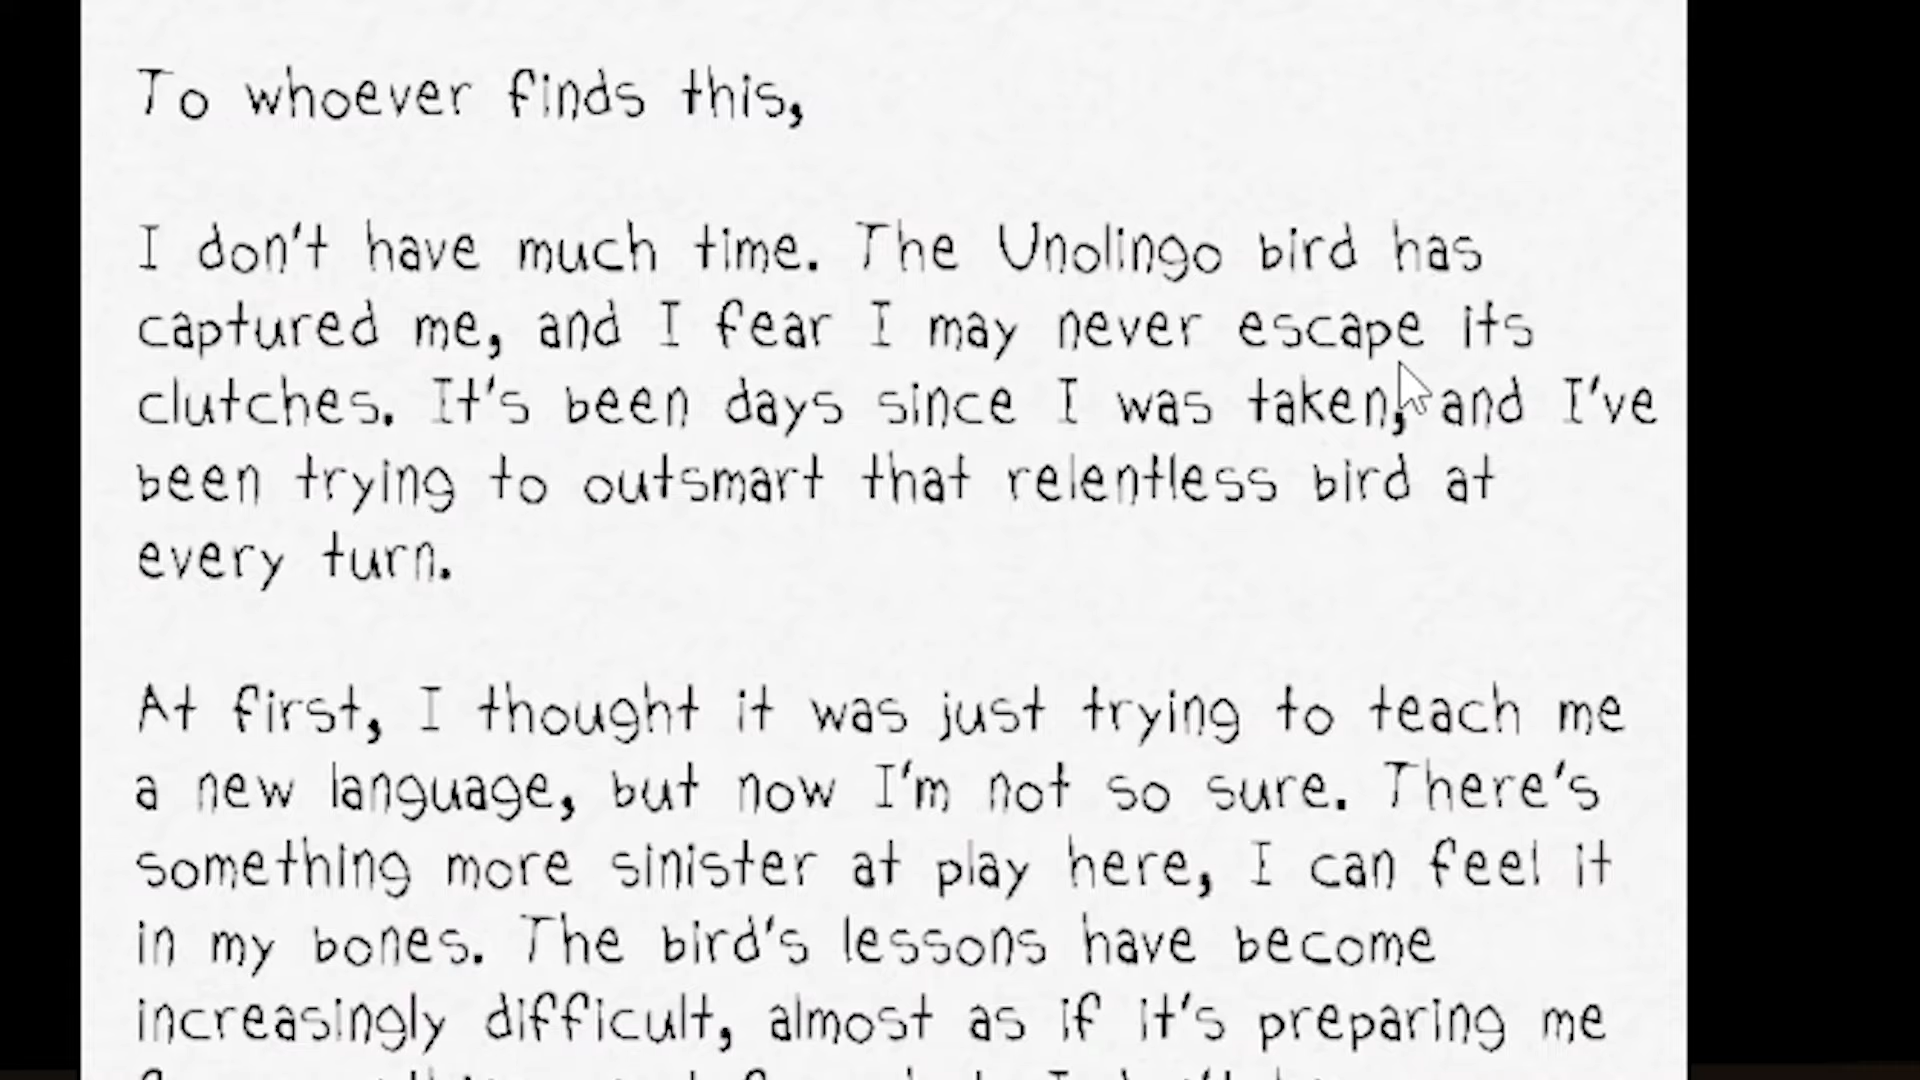 To whoever finds this,
I don't have much time. The Unolingo bird has
captured me, and I fear I may never escape its
clutches. It's been days since I was taken, and I've
been trying to outsmart that relentless bird at
every turn.
At first, I thought it was just trying to teach me
a new language, but now I'm not so sure. There's
something more sinister at play here, I can feel it
in my bones. The bird's lessons have become
increasingly difficult, almost as if it's preparing me